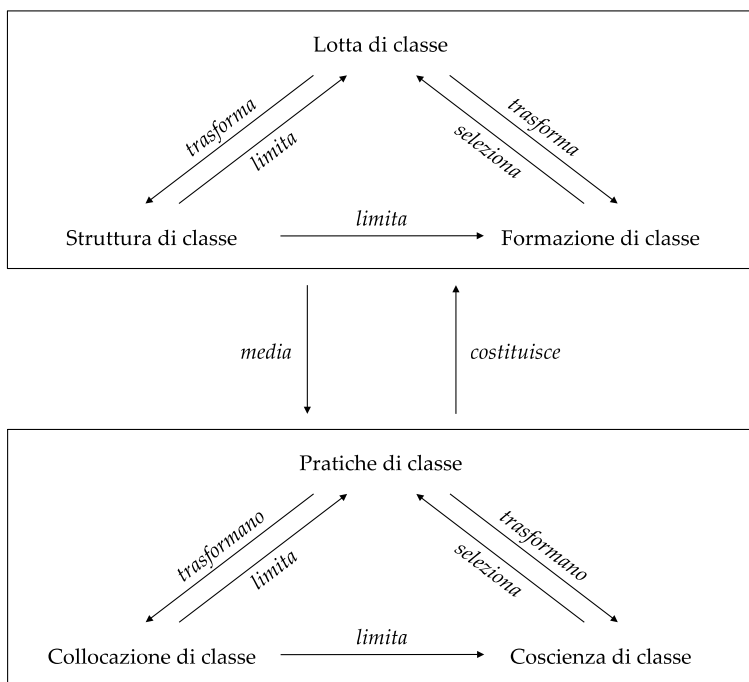 Lotta di classe
trasforma
limita
trasforma
seleziona
Struttura di classe
limita
Formazione di classe
media
costituisce
Pratiche di classe
trasformano
limita
trasformano
seleziona
Collocazione di classe
limita
Coscienza di classe